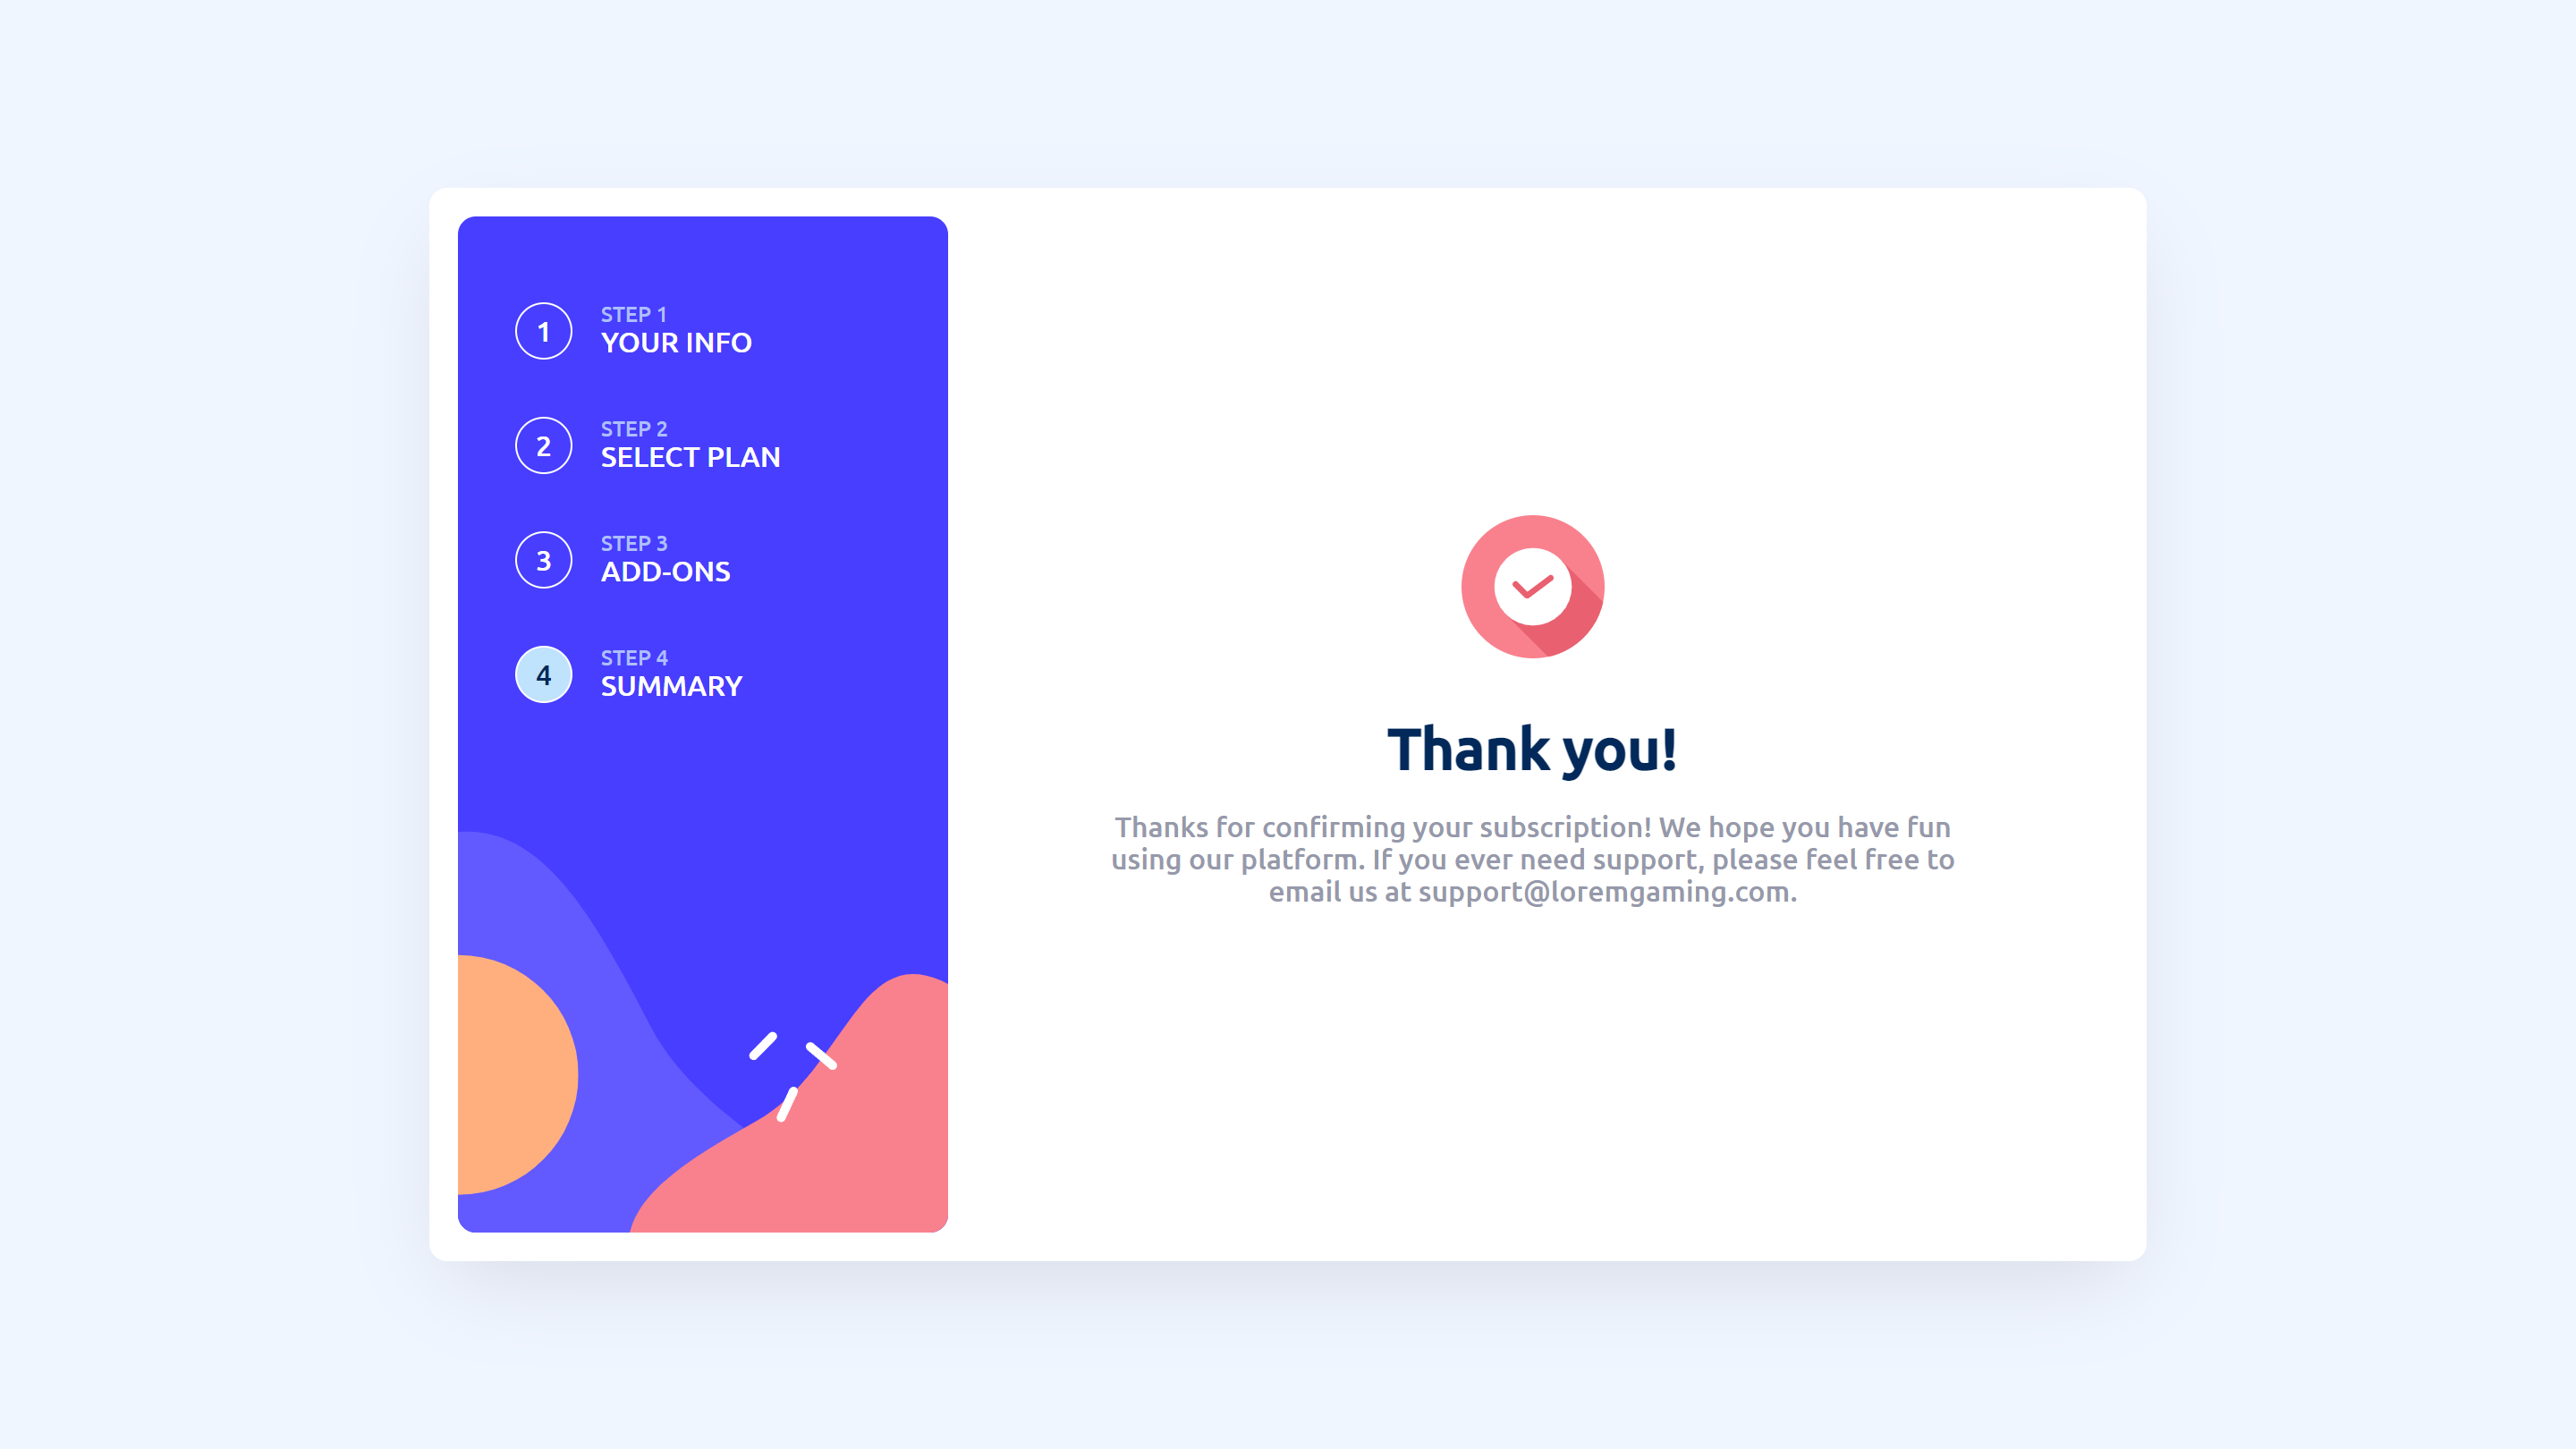 1
STEP 1
YOUR INFO
2
STEP 2
SELECT PLAN
3
STEP 3
ADD-ONS
4
STEP 4
SUMMARY
Thank you!
Thanks for confirming your subscription! We hope you have fun
using our platform. If you ever need support, please feel free to
email us at support@loremgaming.com.